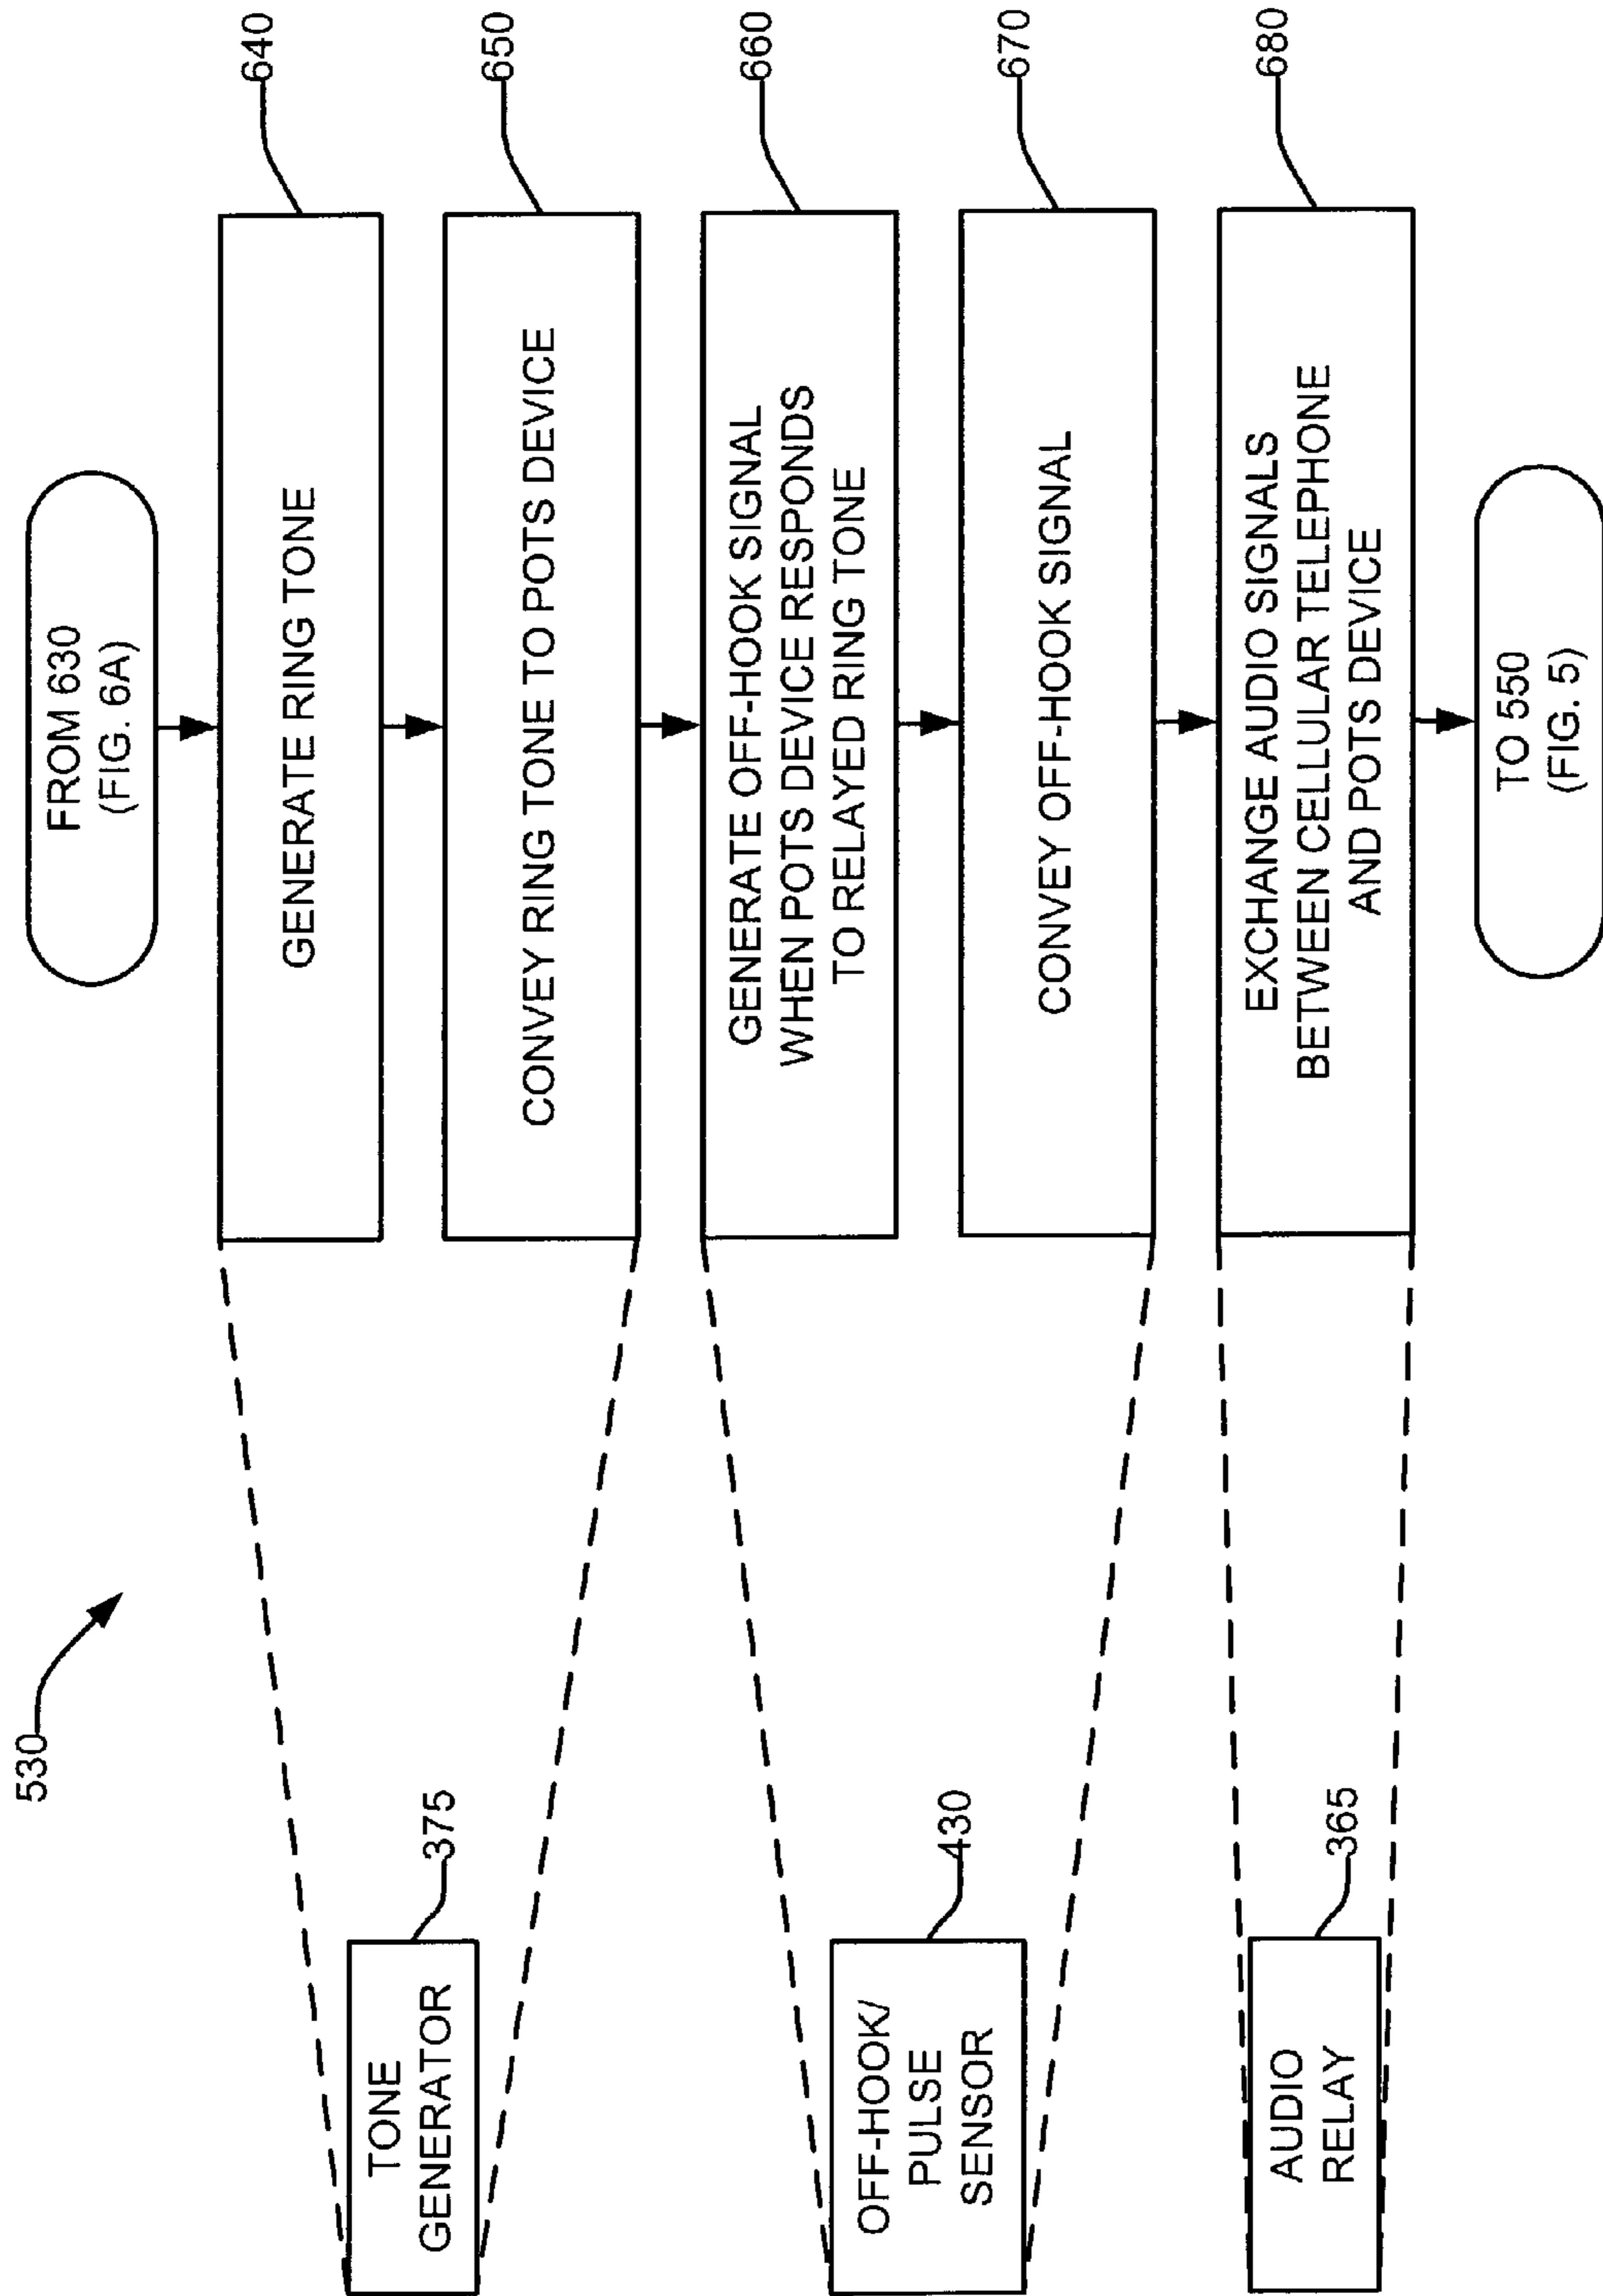 530
FROM 630
(FIG. 6A)
GENERATE RING TONE
640
CONVEY RING TONE TO POTS DEVICE
650
TONE
GENERATOR
375
GENERATE OFF-HOOK SIGNAL
WHEN POTS DEVICE RESPONDS
TO RELAYED RING TONE
660
CONVEY OFF-HOOK SIGNAL
670
OFF-HOOK/
PULSE
SENSOR
430
EXCHANGE AUDIO SIGNALS
BETWEEN CELLULAR TELEPHONE
AND POTS DEVICE
680
AUDIO
RELAY
365
TO 550
(FIG. 5)